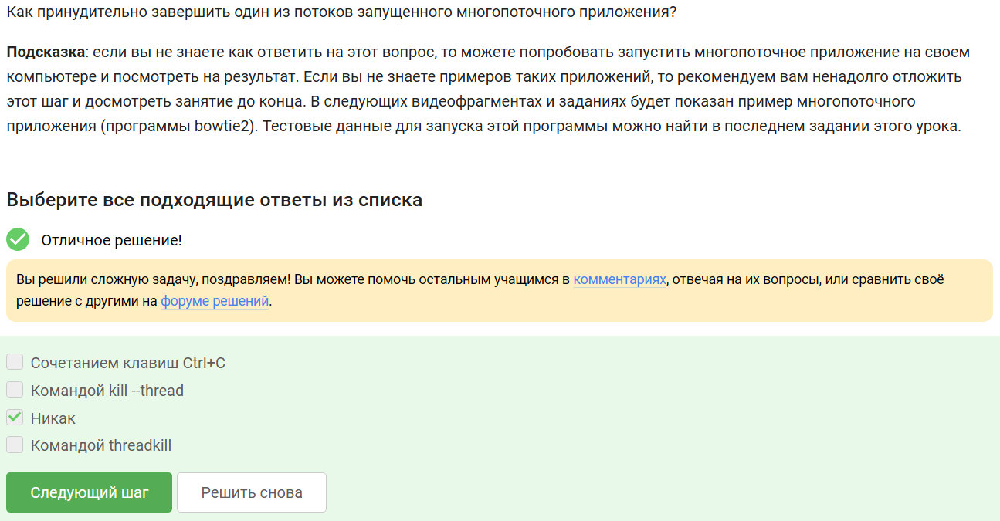 Как принудительно завершить один из потоков запущенного многопоточного приложения?
Подсказка: если вы не знаете как ответить на этот вопрос, то можете попробовать запустить многопоточное приложение на своем
компьютере и посмотреть на результат. Если вы не знаете примеров таких приложений, то рекомендуем вам ненадолго отложить
этот шаг и досмотреть занятие до конца. В следующих видеофрагментах и заданиях будет показан пример многопоточного
приложения (программы bowtie2). Тестовые данные для запуска этой программы можно найти в последнем задании этого урока.
Выберите все подходящие ответы из списка
Отличное решение!
Вы решили сложную задачу, поздравляем! Вы можете помочь остальным учащимся в комментариях, отвечая на их вопросы, или сравнить своё
решение с другими на форуме решений.
Сочетанием клавиш Ctrl+C
Командой kill --thread
Никак
Командой threadkill
Следующий шаг
Решить снова